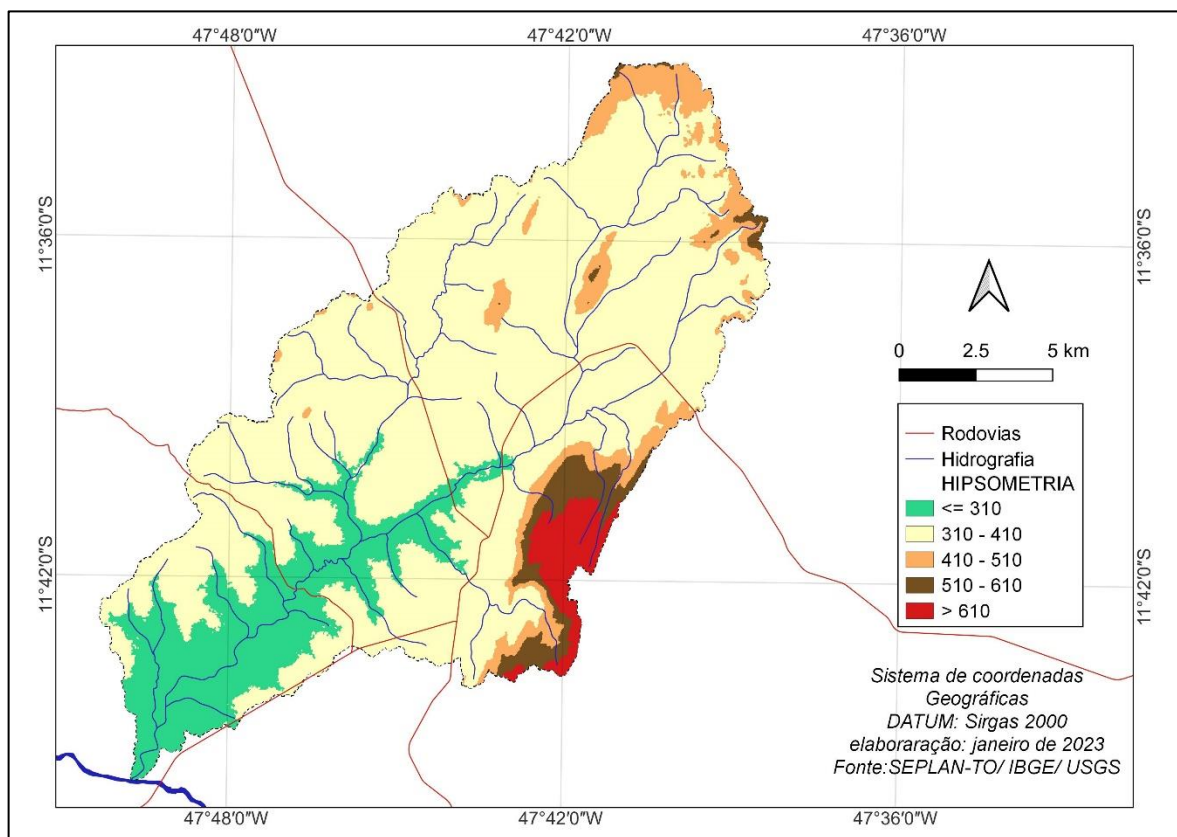 47°48'0"W 47°42'0"W 47°36'0"W
11°36'0"S 11°36'0"S
0 2.5 5 km
Rodovias
Hidrografia
HIPSOMETRIA
<= 310
310 - 410
410 - 510
510 - 610
> 610
11°42'0"S 11°42'0"S
Sistema de coordenadas
Geográficas
DATUM: Sirgas 2000
elaboraração: janeiro de 2023
Fonte:SEPLAN-TO/ IBGE/ USGS
47°48'0"W 47°42'0"W 47°36'0"W